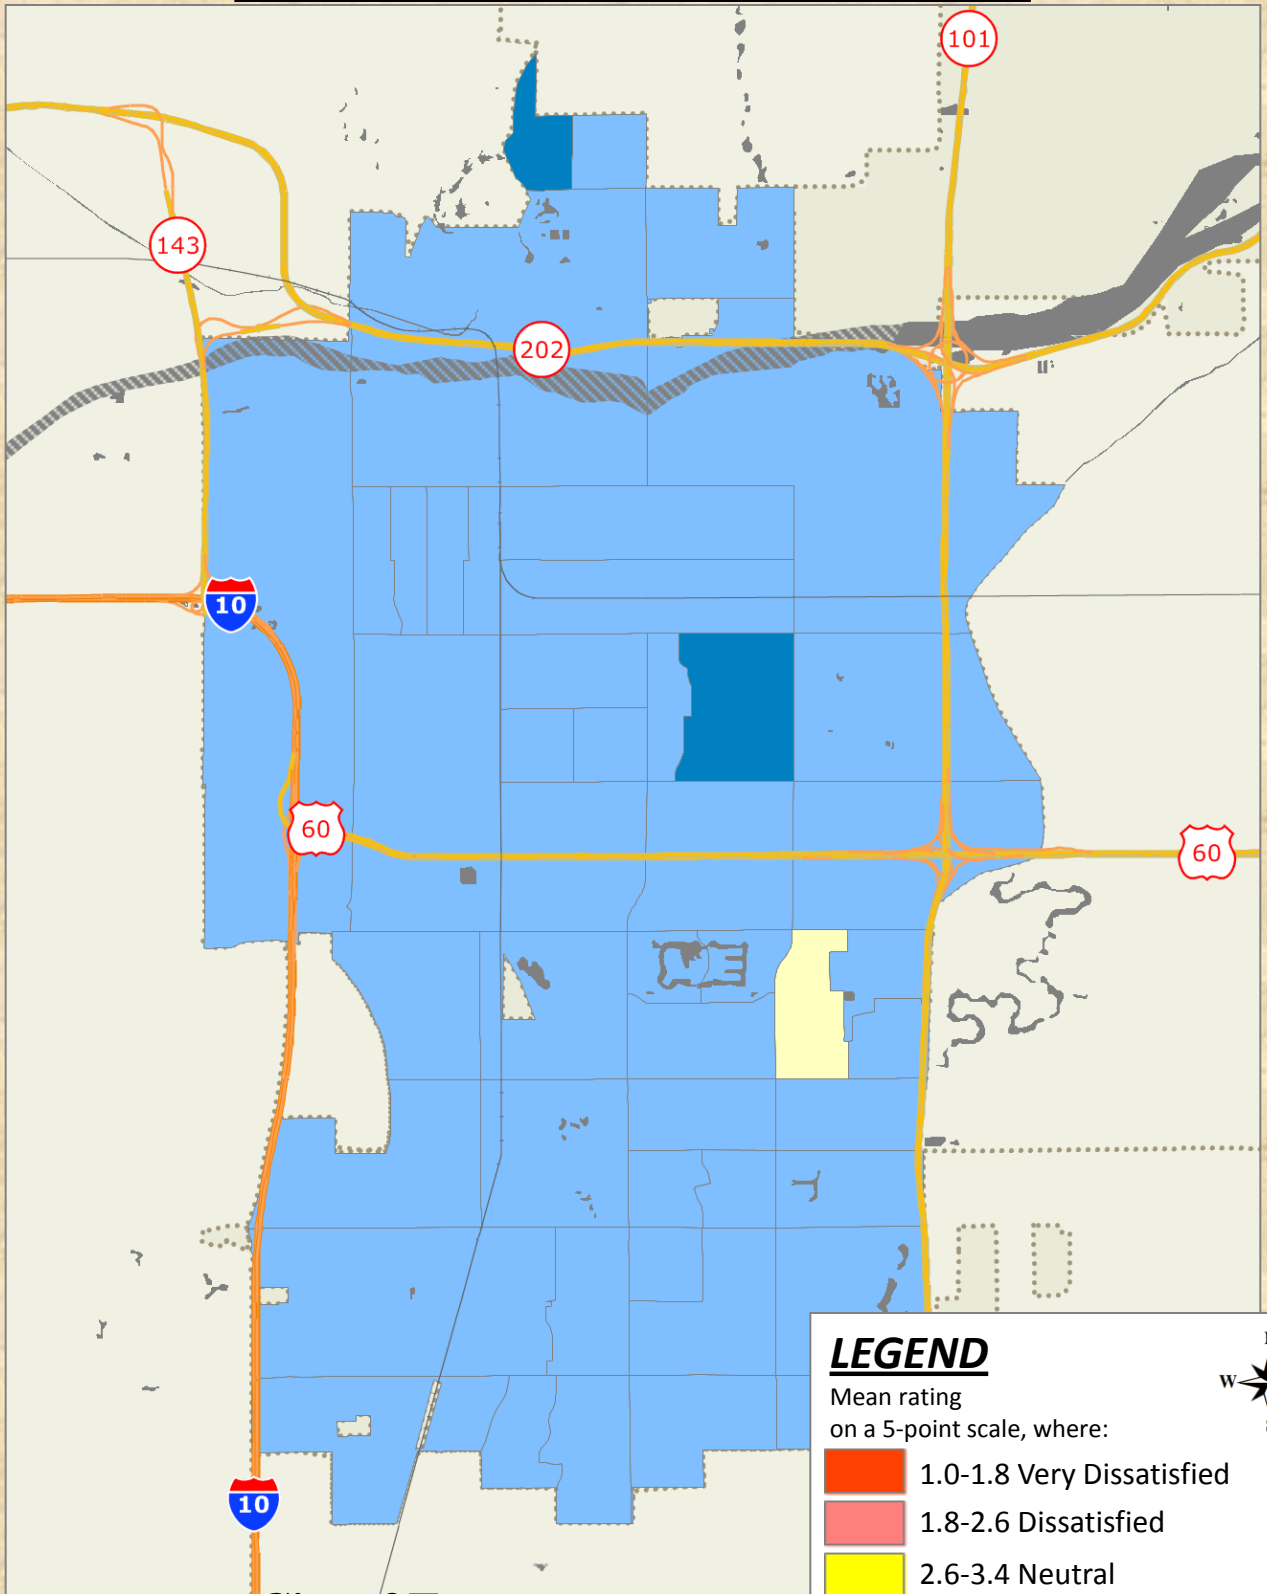 101
143
202
10
60
60
LEGEND
W
Mean rating
on a 5-point scale, where:
1.0-1.8 Very Dissatisfied
1.8-2.6 Dissatisfied
2.6-3.4 Neutral
10